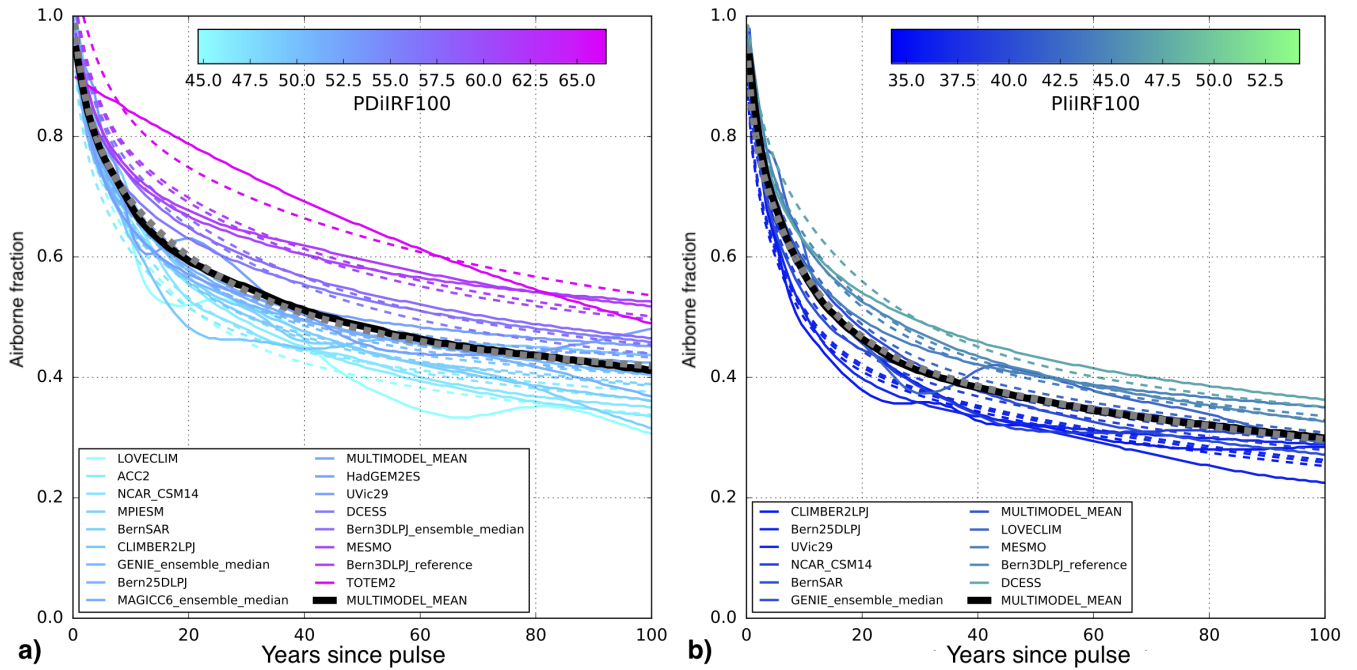 1.0
0.8
0.6
0.4
0.2
0.0
Airborne fraction
45.0 47.5 50.0 52.5 55.0 57.5 60.0 62.5 65.0
PDiIRF100
LOVECLIM
ACC2
NCAR_CSM14
MPIESM
BernSAR
CLIMBER2LPJ
GENIE_ensemble_median
Bern25DLPJ
MAGICC6_ensemble_median
MULTIMODEL_MEAN
HadGEM2ES
UVic29
DCESS
Bern3DLPJ_ensemble_median
MESMO
Bern3DLPJ_reference
TOTEM2
MULTIMODEL_MEAN
0 20 40 60 80 100
a)
Years since pulse
1.0
0.8
0.6
0.4
0.2
0.0
Airborne fraction
35.0 37.5 40.0 42.5 45.0 47.5 50.0 52.5
PIiIRF100
CLIMBER2LPJ
Bern25DLPJ
UVic29
NCAR_CSM14
BernSAR
GENIE_ensemble_median
MULTIMODEL_MEAN
LOVECLIM
MESMO
Bern3DLPJ_reference
DCESS
MULTIMODEL_MEAN
0 20 40 60 80 100
b)
Years since pulse